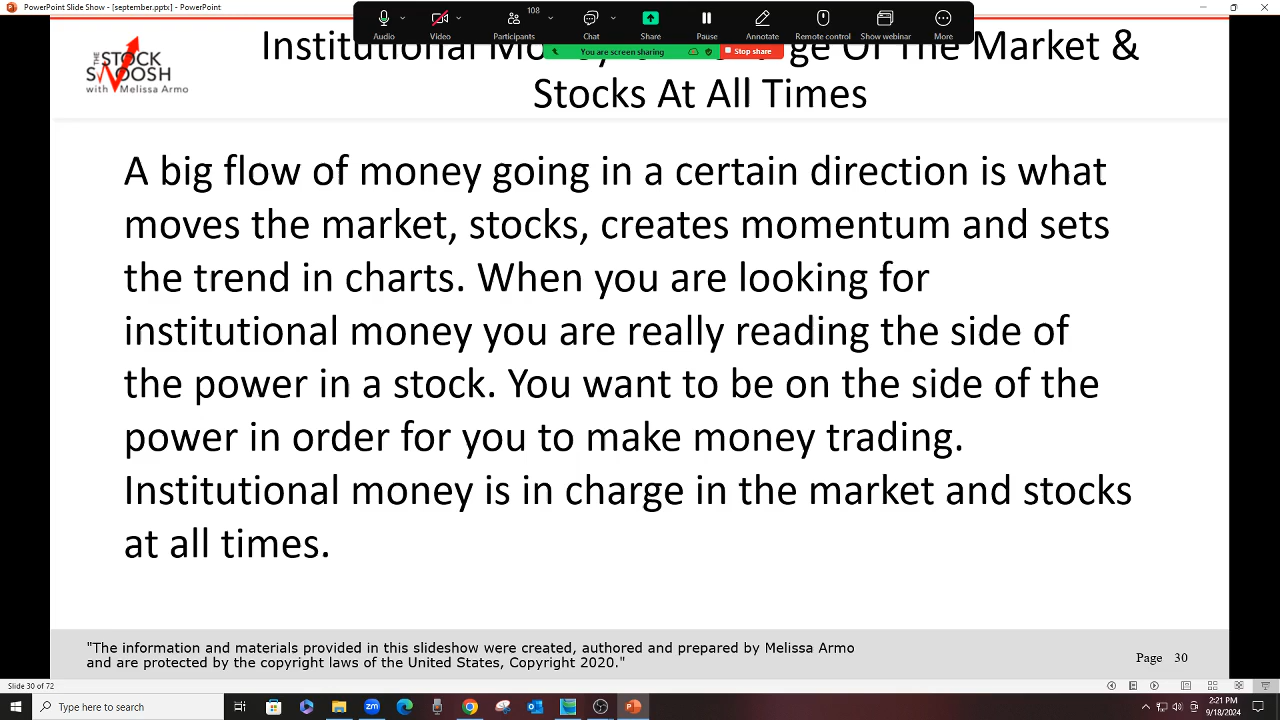 PowerPoint Slide Show - [september.pptx] - PowerPoint
Audio
Video
108
Participants
Chat
Share
Pause
Annotate
Remote control
Show webinar
More
You are screen sharing
Stop share
THE
STOCK
SWOOSH
with Melissa Armo
Institutional Of The Market &
Stocks At All Times
A big flow of money going in a certain direction is what
moves the market, stocks, creates momentum and sets
the trend in charts. When you are looking for
institutional money you are really reading the side of
the power in a stock. You want to be on the side of the
power in order for you to make money trading.
Institutional money is in charge in the market and stocks
at all times.
"The information and materials provided in this slideshow were created, authored and prepared by Melissa Armo
and are protected by the copyright laws of the United States, Copyright 2020."
Page 30
Slide 30 of 72
Type here to search
2:21 PM
9/18/2024